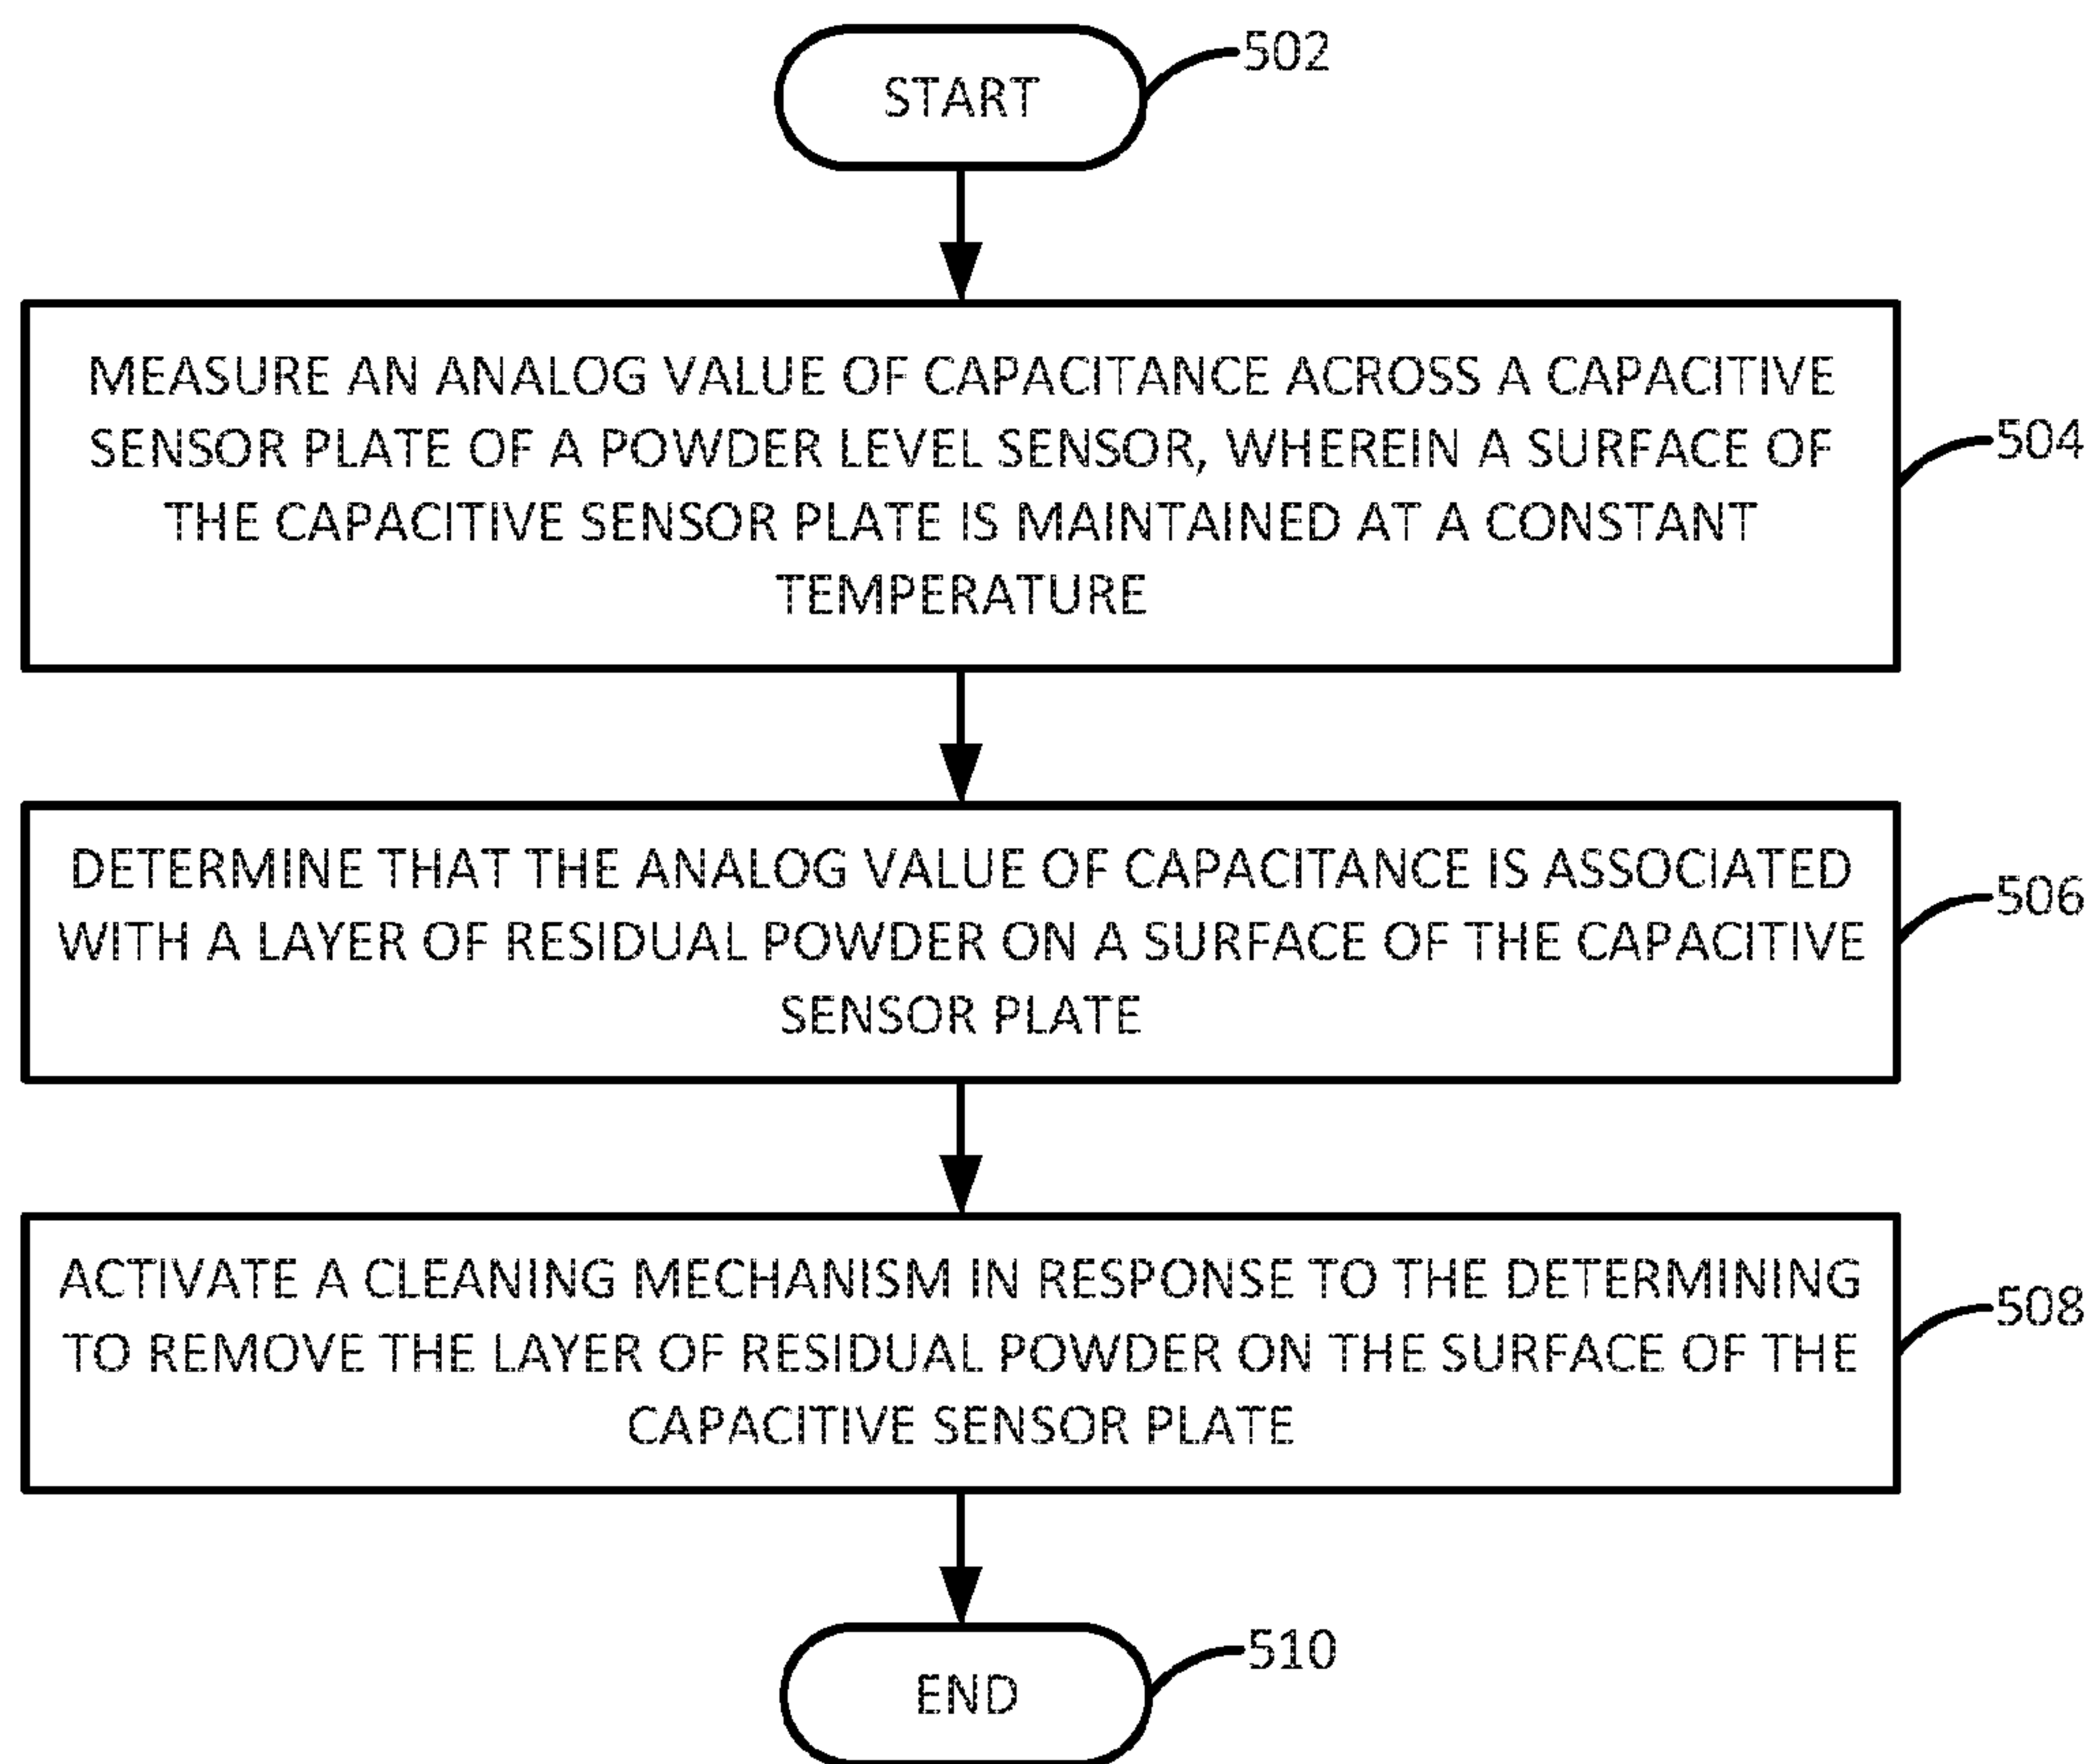 START
502
MEASURE AN ANALOG VALUE OF CAPACITANCE ACROSS A CAPACITIVE
SENSOR PLATE OF A POWDER LEVEL SENSOR, WHEREIN A SURFACE OF
THE CAPACITIVE SENSOR PLATE IS MAINTAINED AT A CONSTANT
TEMPERATURE
504
DETERMINE THAT THE ANALOG VALUE OF CAPACITANCE IS ASSOCIATED
WITH A LAYER OF RESIDUAL POWDER ON A SURFACE OF THE CAPACITIVE
SENSOR PLATE
506
ACTIVATE A CLEANING MECHANISM IN RESPONSE TO THE DETERMINING
TO REMOVE THE LAYER OF RESIDUAL POWDER ON THE SURFACE OF THE
CAPACITIVE SENSOR PLATE
508
END
510